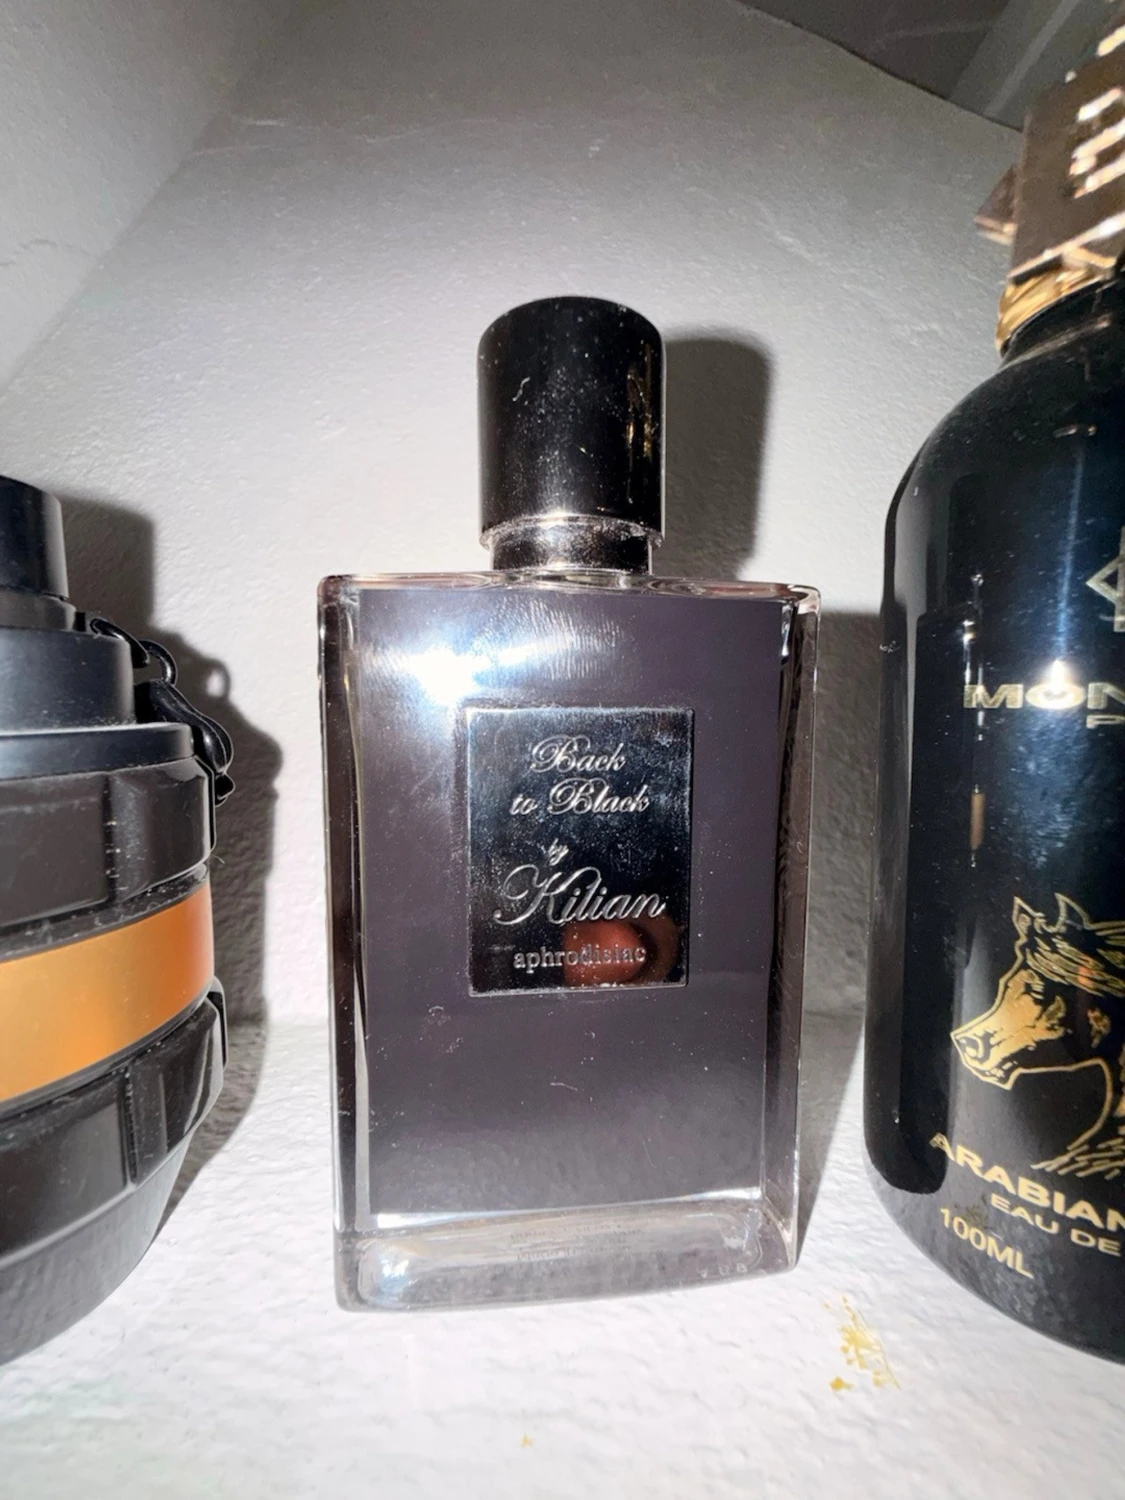 Back
to Black
by
Kilian
aphrodisiac
MON
P
ARABIAN
EAU DE
100ML